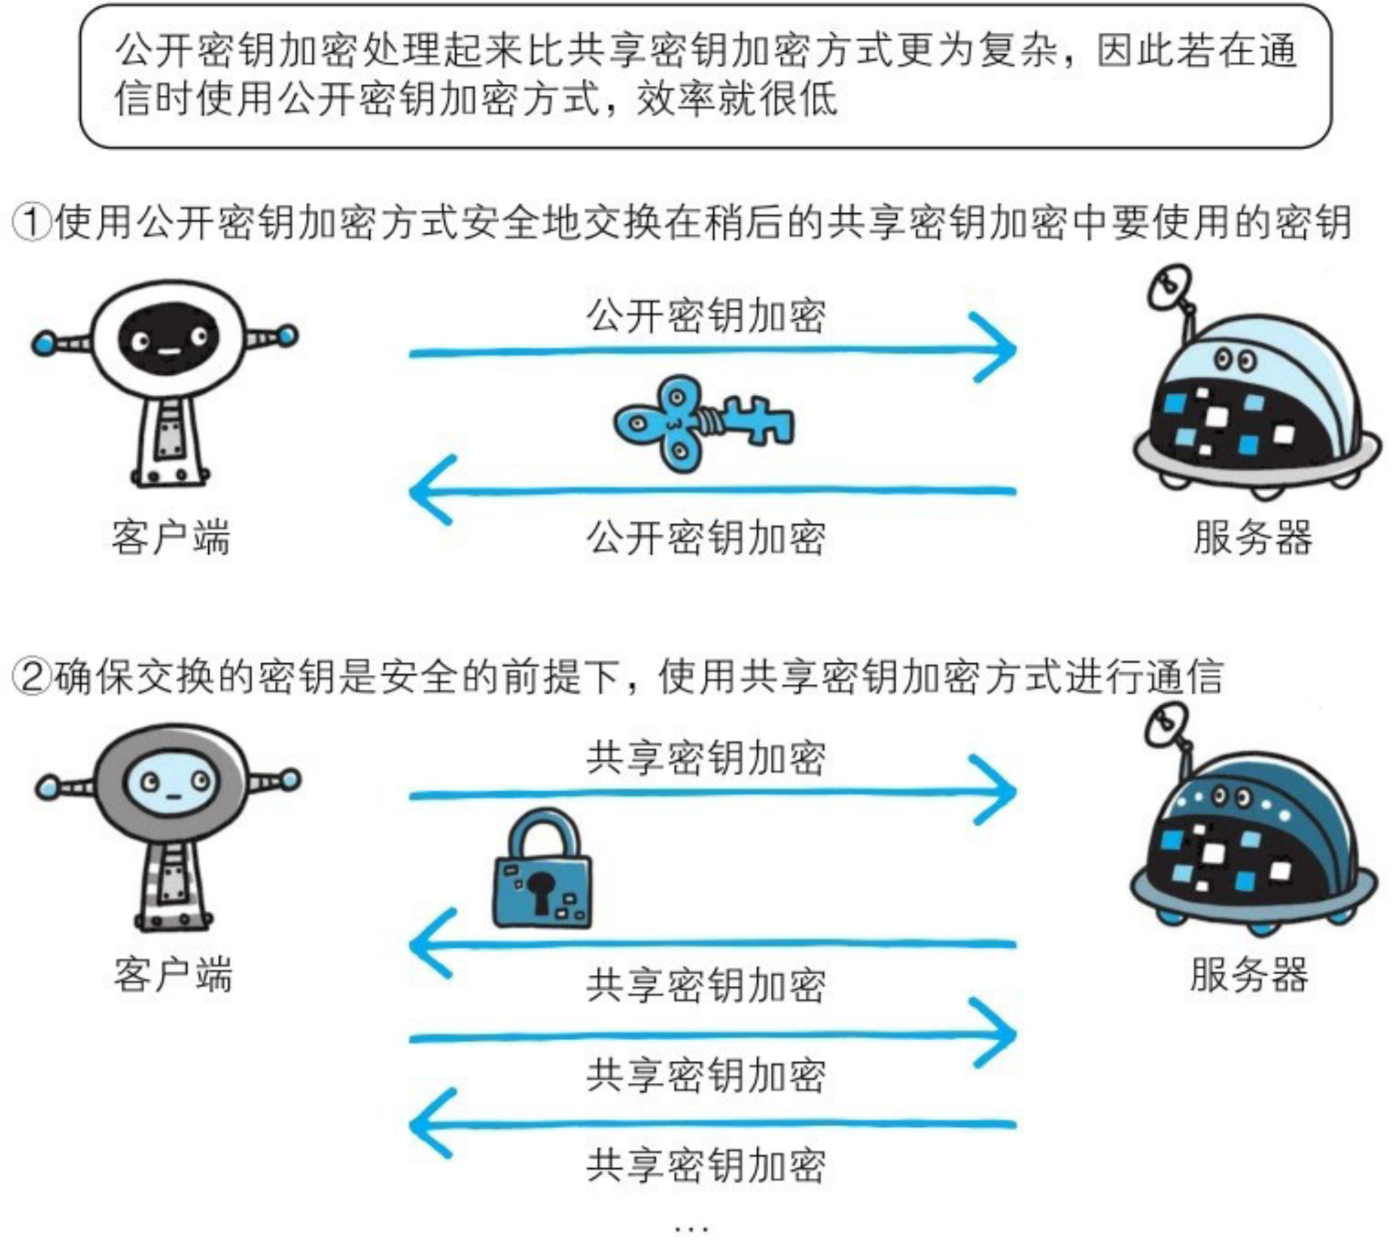 公开密钥加密处理起来比共享密钥加密方式更为复杂，因此若在通
信时使用公开密钥加密方式，效率就很低
①使用公开密钥加密方式安全地交换在稍后的共享密钥加密中要使用的密钥
公开密钥加密
公开密钥加密
客户端
服务器
②确保交换的密钥是安全的前提下，使用共享密钥加密方式进行通信
共享密钥加密
共享密钥加密
客户端
服务器
共享密钥加密
共享密钥加密
...